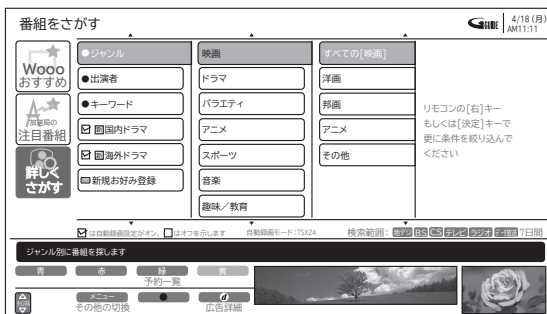 番組をさがす
GGUIDE
4/18 (月)
AM11:11
Wooo
おすすめ
放送局の
注目番組
詳しく
さがす
●ジャンル
●出演者
●キーワード
国内ドラマ
海外ドラマ
新規お好み登録
映画
ドラマ
バラエティ
アニメ
スポーツ
音楽
趣味／教育
すべての[映画]
洋画
邦画
アニメ
その他
リモコンの[右]キー
もしくは[決定]キーで
更に条件を絞り込んで
ください
は自動録画設定がオン、 はオフを示します 自動録画モード:TSX24 検索範囲: 地デジ BS CS テレビ ラジオ データ放送 7日間
ジャンル別に番組を探します
青 赤 緑 黄
予約一覧
メニュー ● d
その他の切換 広告詳細